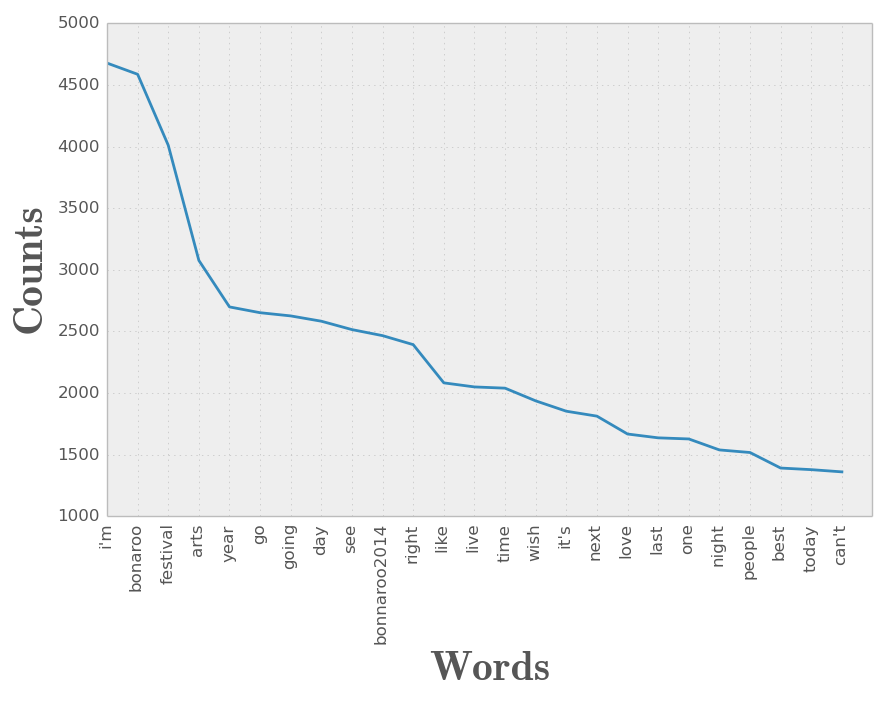 5000
4500
4000
3500
3000
2500
2000
1500
1000
Counts
i'm
bonaroo
festival
arts
year
go
going
day
see
bonnaroo2014
right
like
live
time
wish
it's
next
love
last
one
night
people
best
today
can't
Words